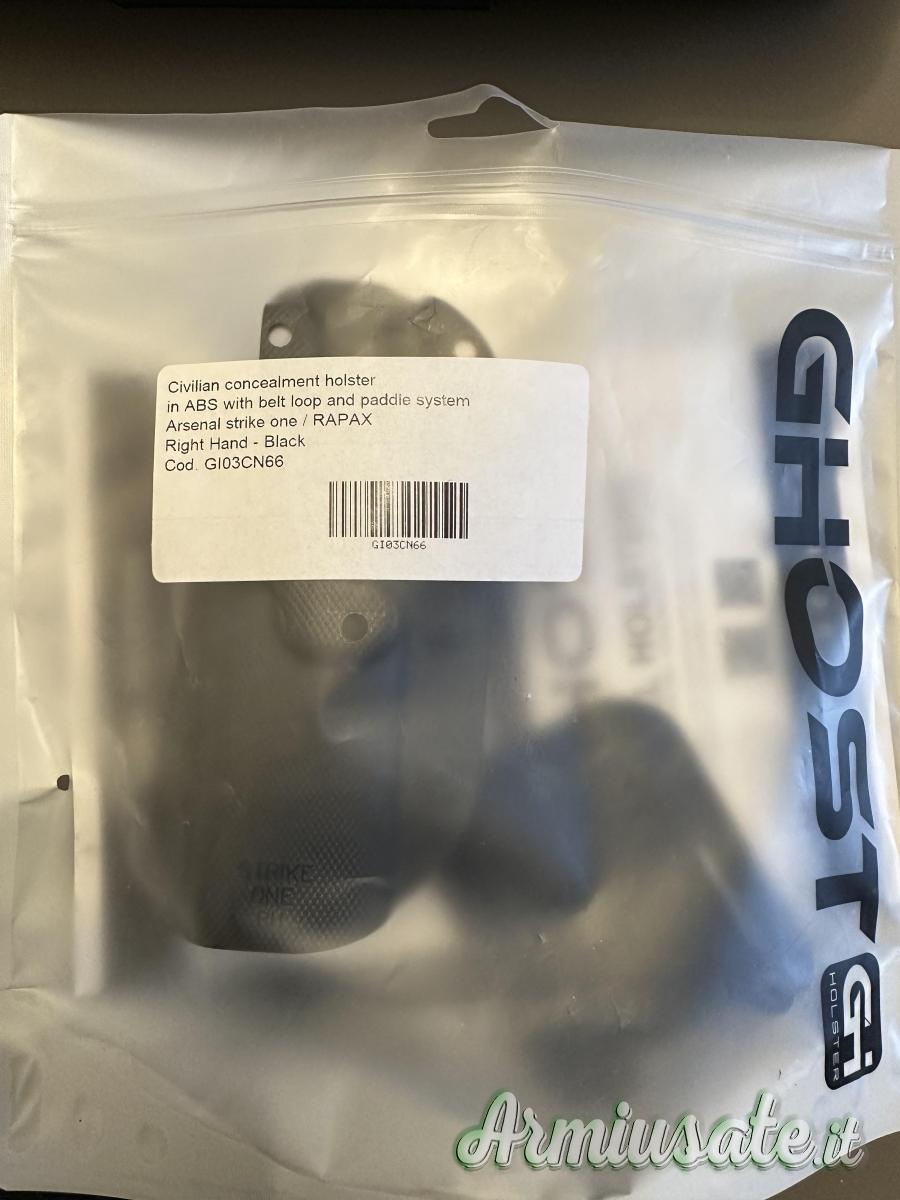 Civilian concealment holster
in ABS with belt loop and paddle system
Arsenal strike one / RAPAX
Right Hand - Black
Cod. GI03CN66
GI03CN66
GHOST
Gi
HOLSTER
STRIKE
ONE
Armiusate.it